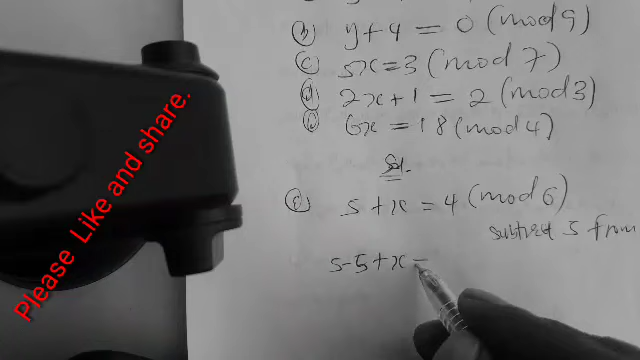 (b) y+4 = 0 (mod 9)
(c) 5x=3 (mod 7)
(d) 2x+1 = 2 (mod 3)
6x = 18 (mod 4)
Sol.
5 + x = 4 (mod 6)
subtract 5 from
5-5+x=
Please Like and share.